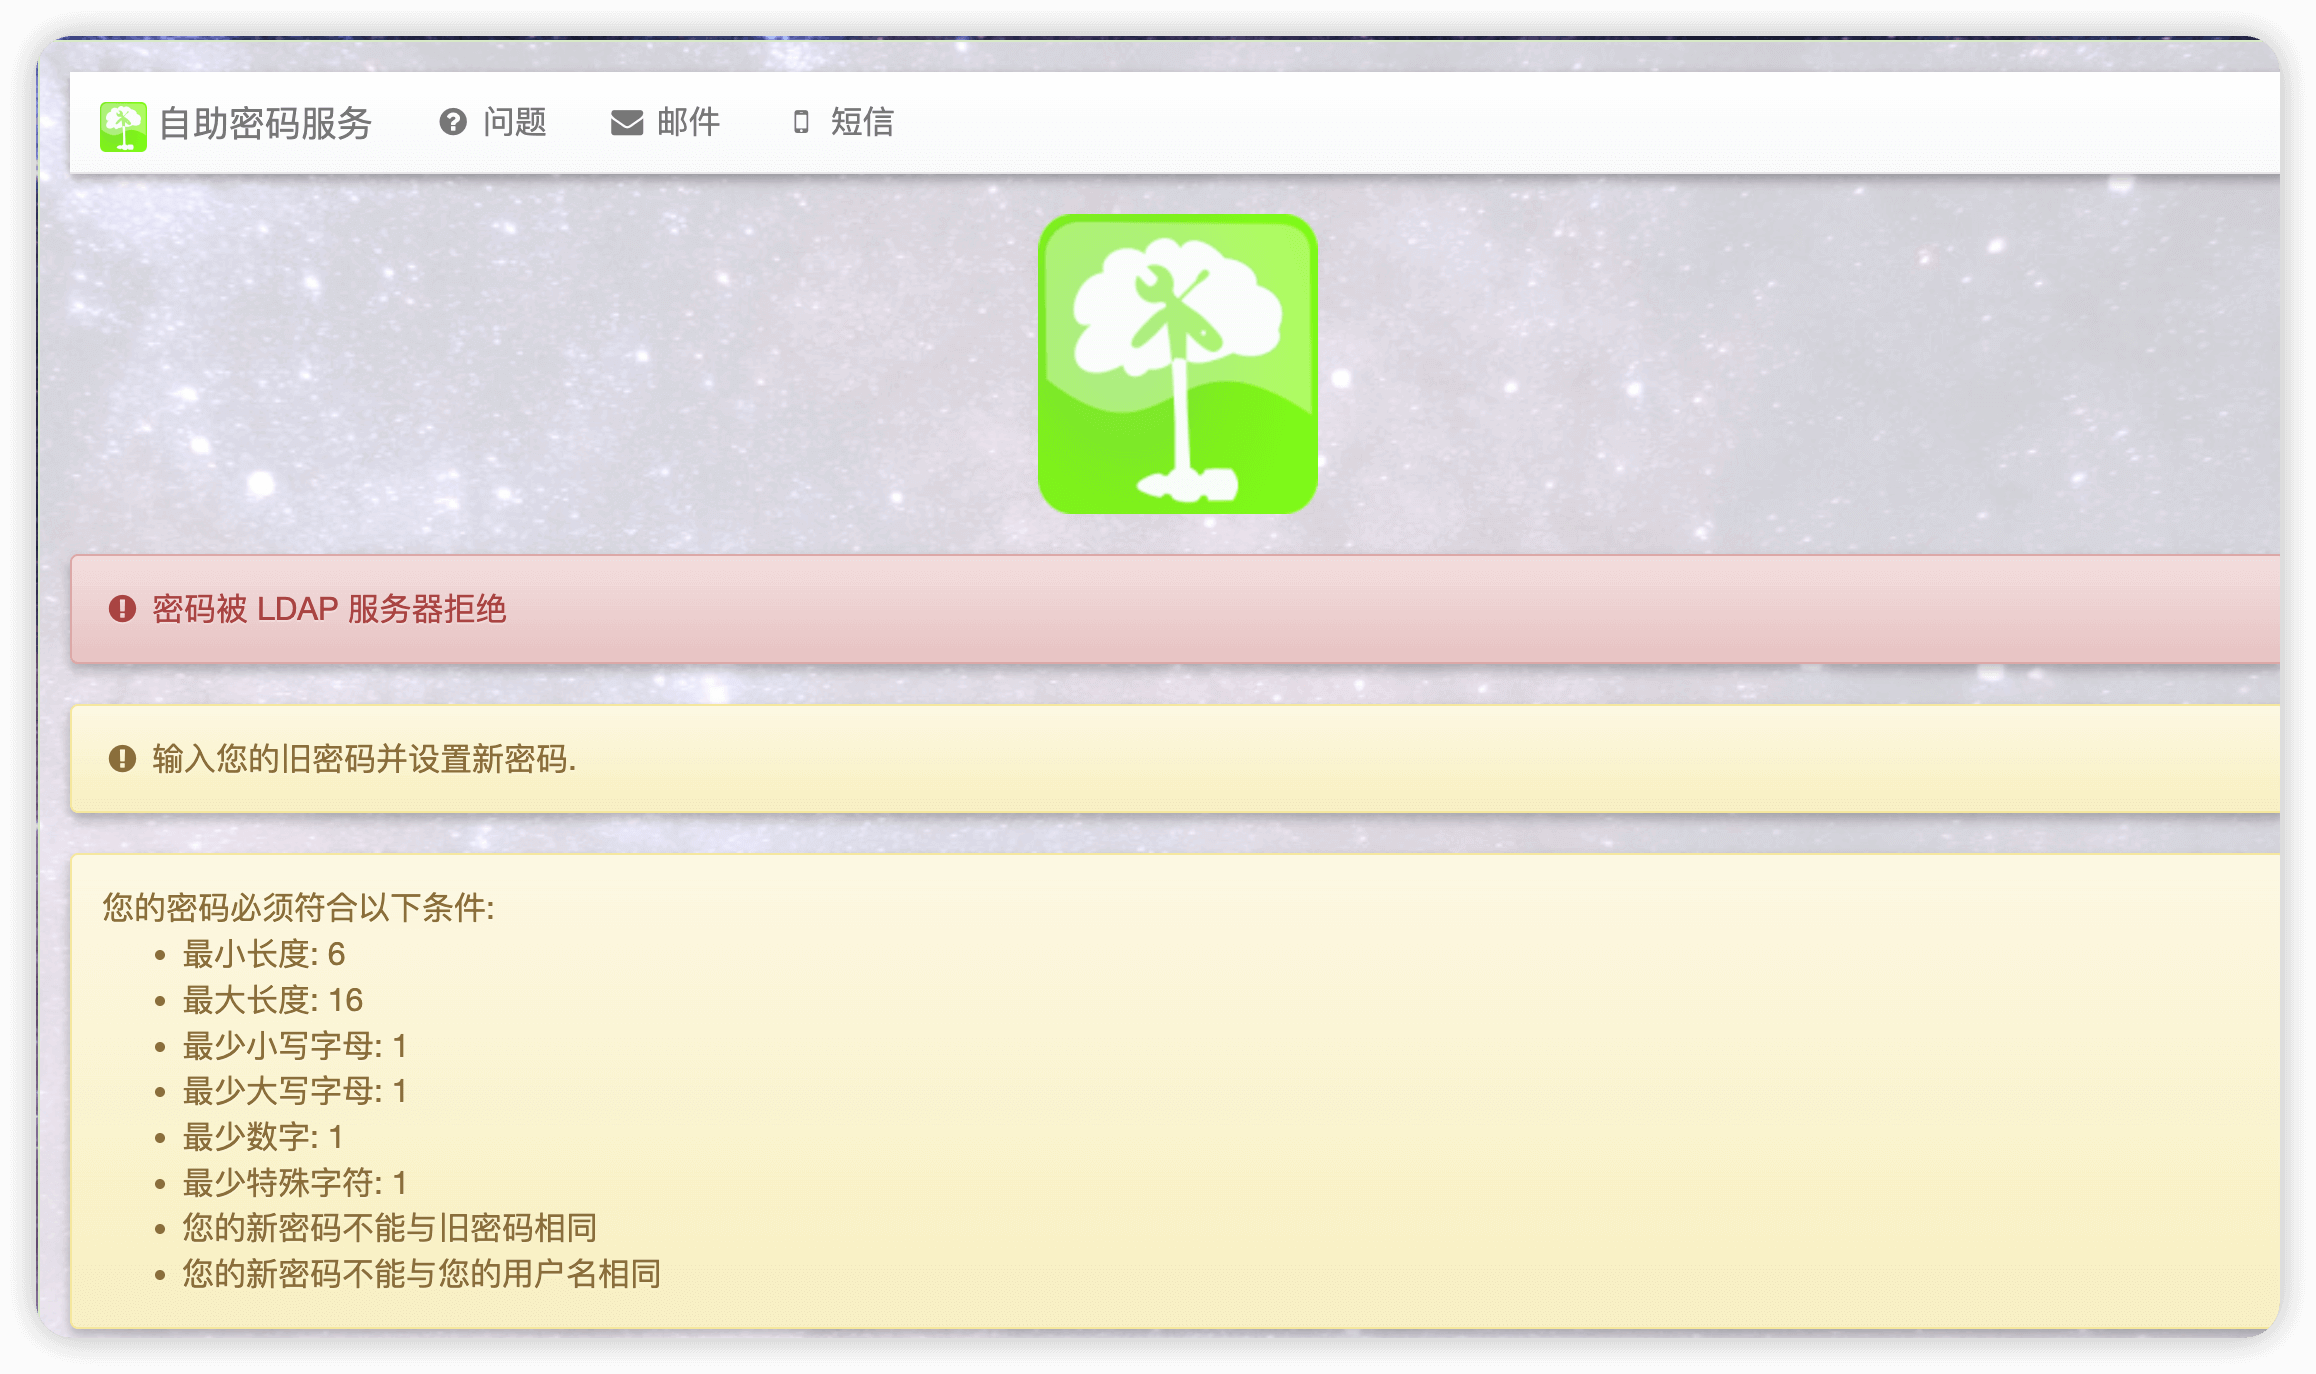 自助密码服务 问题 邮件 短信
密码被 LDAP 服务器拒绝
输入您的旧密码并设置新密码.
您的密码必须符合以下条件:
最小长度: 6
最大长度: 16
最少小写字母: 1
最少大写字母: 1
最少数字: 1
最少特殊字符: 1
您的新密码不能与旧密码相同
您的新密码不能与您的用户名相同